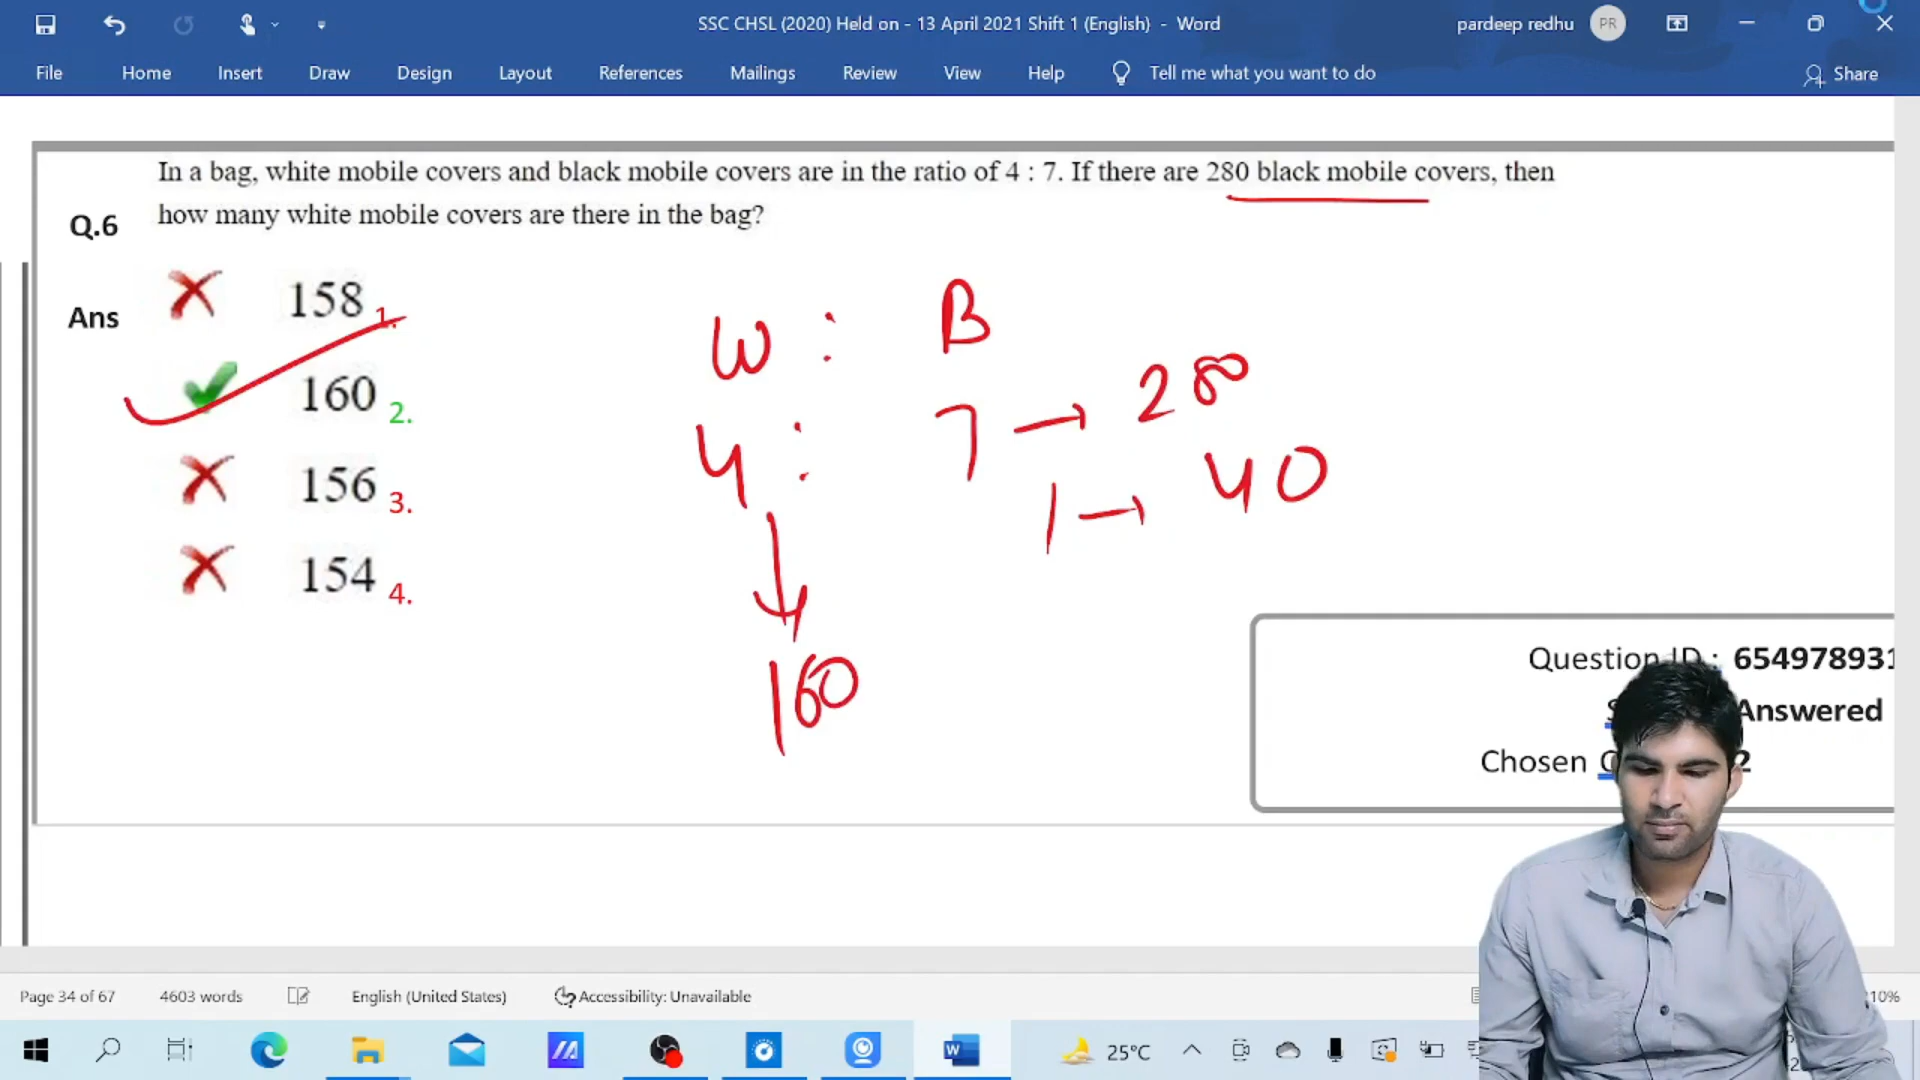 SSC CHSL (2020) Held on - 13 April 2021 Shift 1 (English) - Word
pardeep redhu
PR
File Home Insert Draw Design Layout References Mailings Review View Help Tell me what you want to do
Share
In a bag, white mobile covers and black mobile covers are in the ratio of 4 : 7. If there are 280 black mobile covers, then
how many white mobile covers are there in the bag?
Q.6
Ans
158 1.
160 2.
156 3.
154 4.
W : B
4 : 7 → 280
1 → 40
160
Question ID : 654978931
Answered
Chosen
2
Page 34 of 67 4603 words English (United States) Accessibility: Unavailable
10%
25°C